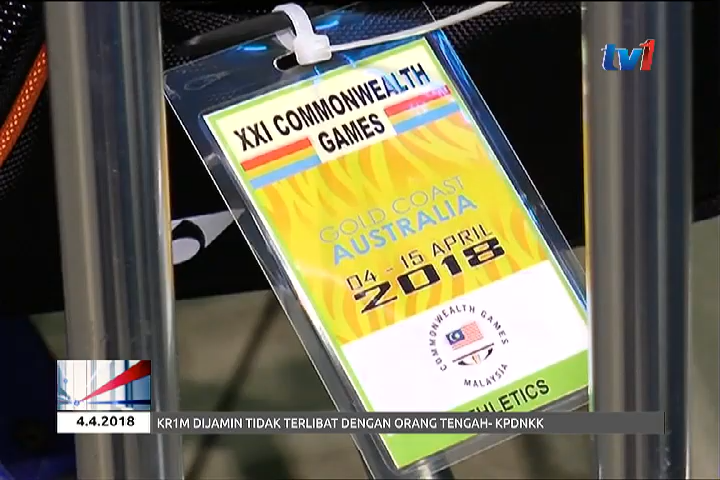 tv1
XXI COMMONWEALTH
GAMES
GOLD COAST
AUSTRALIA
04 - 15 APRIL
2018
COMMONWEALTH GAMES
MALAYSIA
ATHLETICS
4.4.2018
KR1M DIJAMIN TIDAK TERLIBAT DENGAN ORANG TENGAH- KPDNKK